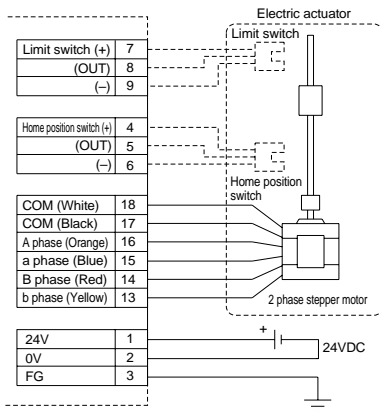 Electric actuator
Limit switch
Limit switch (+) 7
(OUT) 8
(–) 9
Home position switch (+) 4
(OUT) 5
(–) 6
Home position
switch
COM (White) 18
COM (Black) 17
A phase (Orange) 16
a phase (Blue) 15
B phase (Red) 14
b phase (Yellow) 13
2 phase stepper motor
24V 1
0V 2
FG 3
+
24VDC